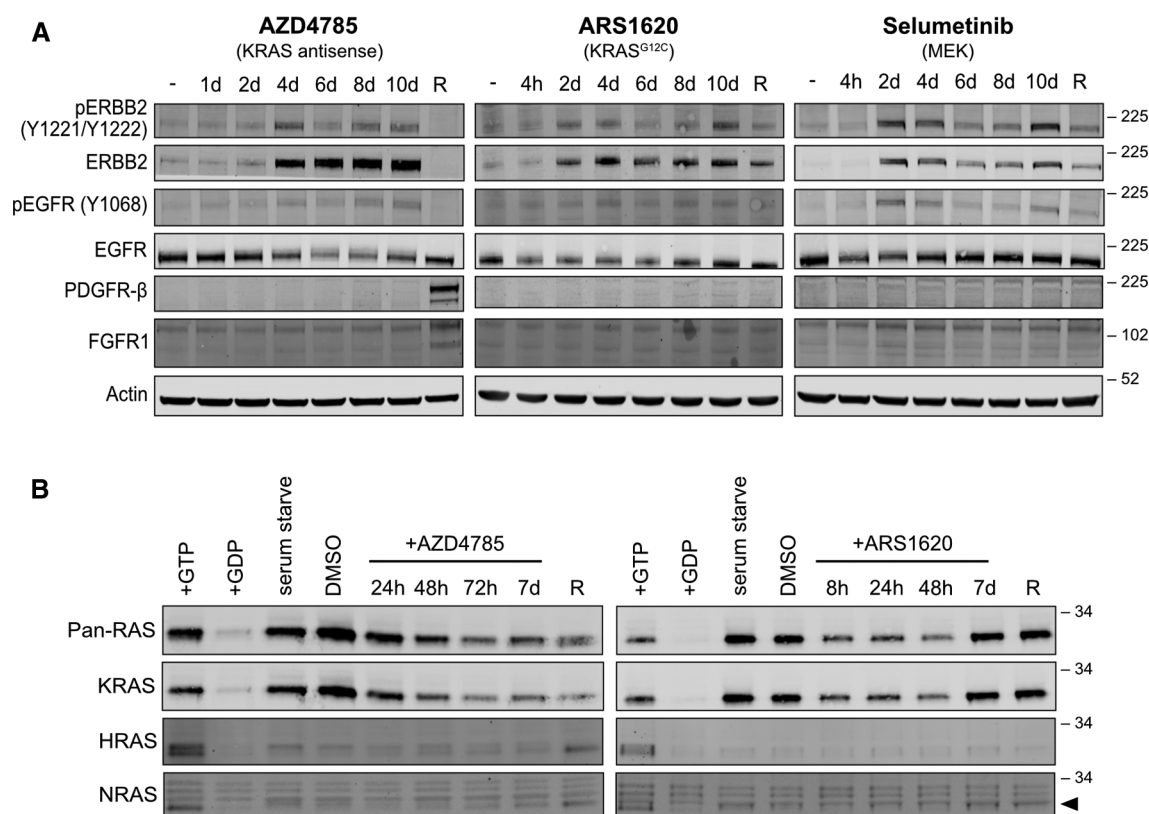 A
AZD4785
(KRAS antisense)
ARS1620
(KRASG12C)
Selumetinib
(MEK)
- 1d 2d 4d 6d 8d 10d R
- 4h 2d 4d 6d 8d 10d R
- 4h 2d 4d 6d 8d 10d R
pERBB2
(Y1221/Y1222)
– 225
ERBB2
– 225
pEGFR (Y1068)
– 225
EGFR
– 225
PDGFR-β
– 225
FGFR1
– 102
Actin
– 52
B
+GTP +GDP serum starve DMSO +AZD4785 24h 48h 72h 7d R
+GTP +GDP serum starve DMSO +ARS1620 8h 24h 48h 7d R
Pan-RAS
– 34
KRAS
– 34
HRAS
– 34
NRAS
– 34